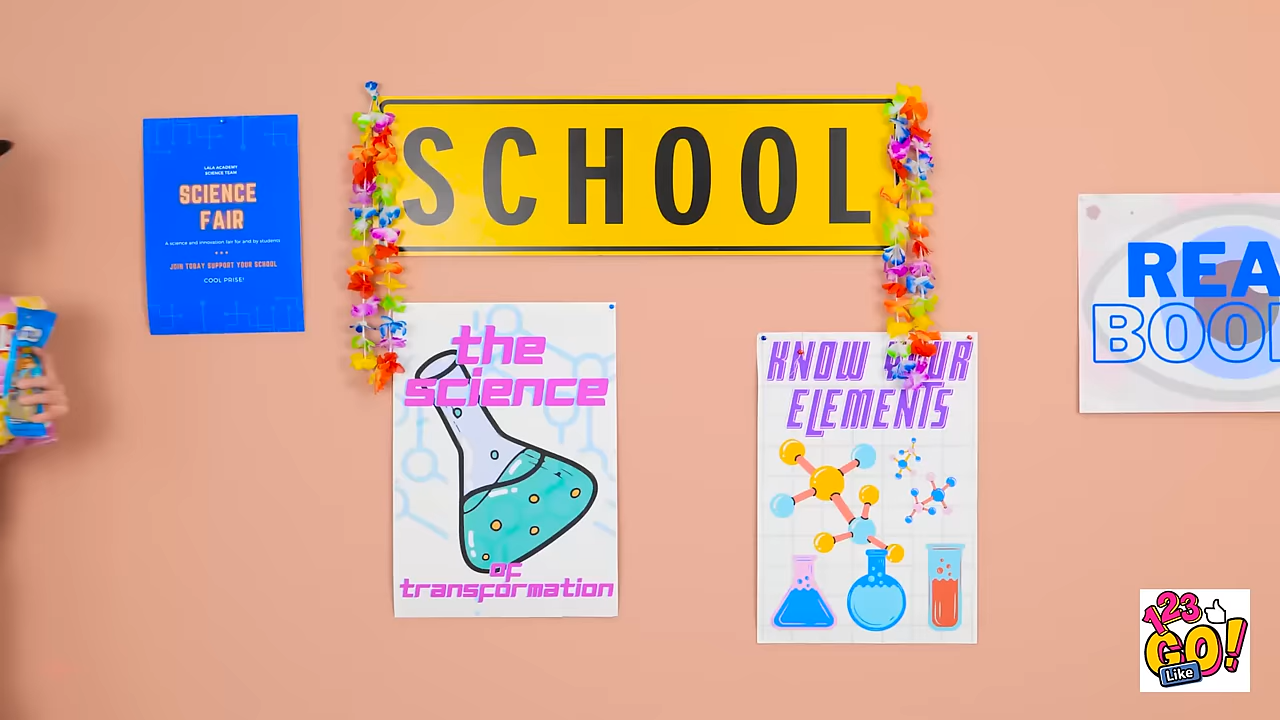 SCHOOL
LALA ACADEMY
SCIENCE TEAM
SCIENCE
FAIR
A science and innovation fair for and by students
JOIN TODAY SUPPORT YOUR SCHOOL
COOL PRISE!
the
science
of
transformation
KNOW YOUR
ELEMENTS
REA
BOO
123
GO!
Like